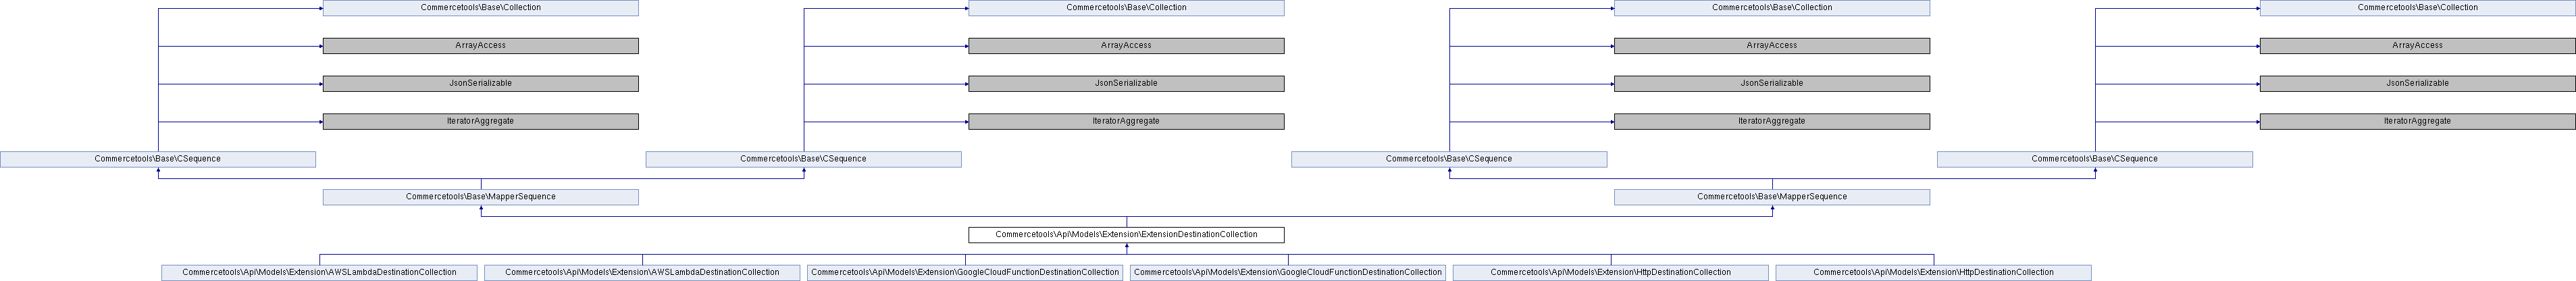 Commercetools\Base\Collection
Commercetools\Base\Collection
Commercetools\Base\Collection
Commercetools\Base\Collection
ArrayAccess
ArrayAccess
ArrayAccess
ArrayAccess
JsonSerializable
JsonSerializable
JsonSerializable
JsonSerializable
IteratorAggregate
IteratorAggregate
IteratorAggregate
IteratorAggregate
Commercetools\Base\CSequence
Commercetools\Base\CSequence
Commercetools\Base\CSequence
Commercetools\Base\CSequence
Commercetools\Base\MapperSequence
Commercetools\Base\MapperSequence
Commercetools\Api\Models\Extension\ExtensionDestinationCollection
Commercetools\Api\Models\Extension\AWSLambdaDestinationCollection
Commercetools\Api\Models\Extension\AWSLambdaDestinationCollection
Commercetools\Api\Models\Extension\GoogleCloudFunctionDestinationCollection
Commercetools\Api\Models\Extension\GoogleCloudFunctionDestinationCollection
Commercetools\Api\Models\Extension\HttpDestinationCollection
Commercetools\Api\Models\Extension\HttpDestinationCollection